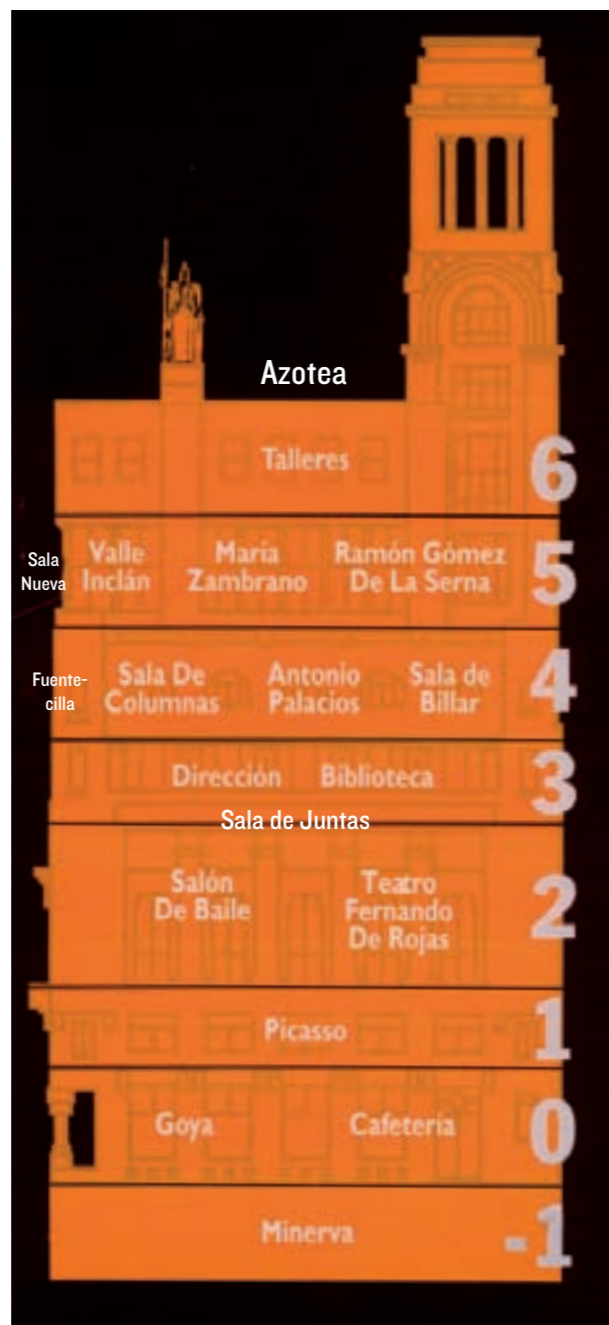 Azotea
Talleres
6
Sala
Nueva
Valle
Inclán
María
Zambrano
Ramón Gómez
De La Serna
5
Fuente-
cilla
Sala De
Columnas
Antonio
Palacios
Sala de
Billar
4
Dirección
Biblioteca
3
Sala de Juntas
Salón
De Baile
Teatro
Fernando
De Rojas
2
Picasso
1
Goya
Cafetería
0
Minerva
-1